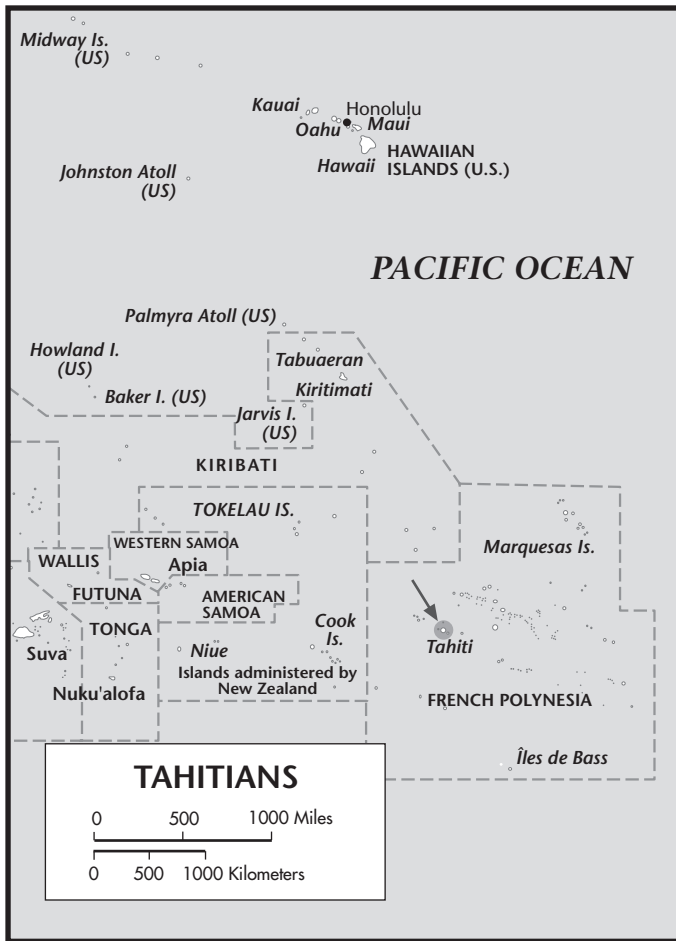 Midway Is.
(US)
Kauai
Honolulu
Oahu
Maui
Hawaii
HAWAIIAN
ISLANDS (U.S.)
Johnston Atoll
(US)
PACIFIC OCEAN
Palmyra Atoll (US)
Howland I.
(US)
Tabuaeran
Kiritimati
Baker I. (US)
Jarvis I.
(US)
KIRIBATI
TOKELAU IS.
Marquesas Is.
WESTERN SAMOA
WALLIS
Apia
FUTUNA
AMERICAN
SAMOA
TONGA
Cook
Is.
Tahiti
Suva
Niue
Islands administered by
New Zealand
Nuku'alofa
FRENCH POLYNESIA
Îles de Bass
TAHITIANS
0 500 1000 Miles
0 500 1000 Kilometers